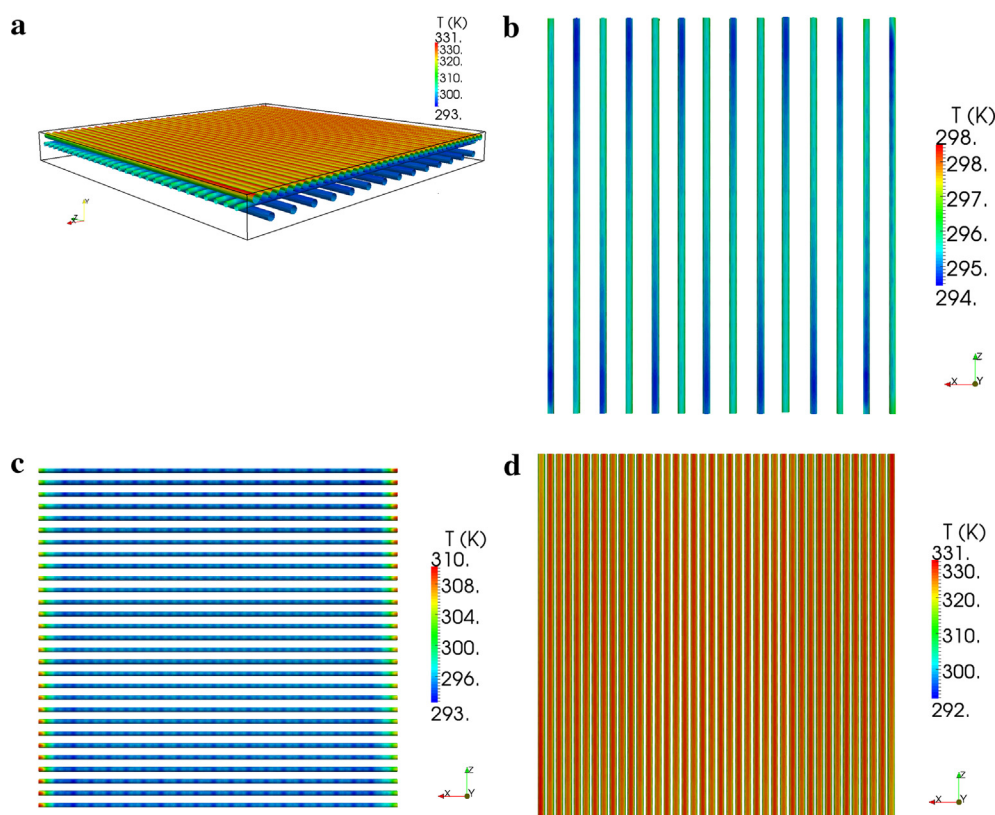 a
T (K)
331.
330.
320.
310.
300.
293.
Y
Z
b
T (K)
298.
298.
297.
296.
295.
294.
Z
X
Y
c
T (K)
310.
308.
304.
300.
296.
293.
Z
X
Y
d
T (K)
331.
330.
320.
310.
300.
292.
Z
X
Y